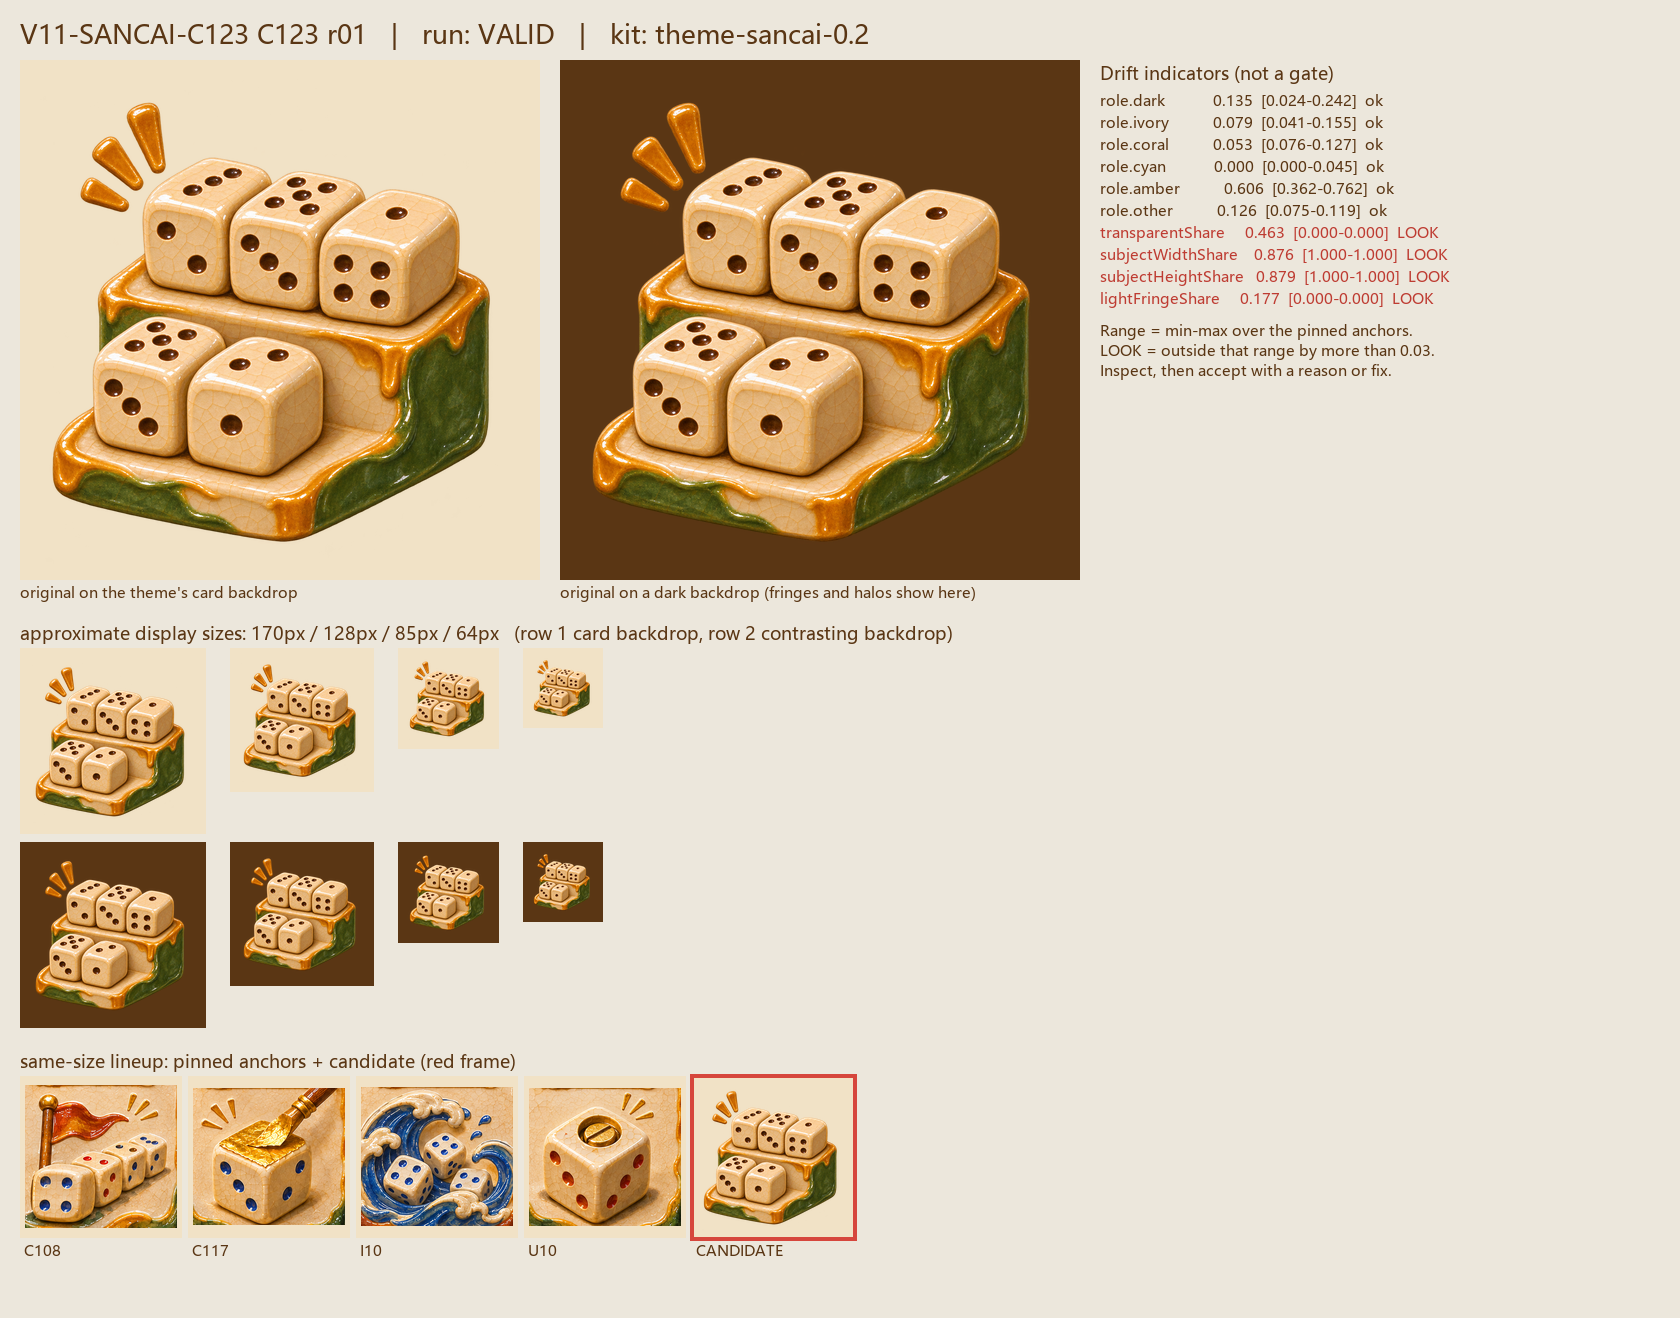 V11-SANCAI-C123 C123 r01 | run: VALID | kit: theme-sancai-0.2
Drift indicators (not a gate)
role.dark 0.135 [0.024-0.242] ok
role.ivory 0.079 [0.041-0.155] ok
role.coral 0.053 [0.076-0.127] ok
role.cyan 0.000 [0.000-0.045] ok
role.amber 0.606 [0.362-0.762] ok
role.other 0.126 [0.075-0.119] ok
transparentShare 0.463 [0.000-0.000] LOOK
subjectWidthShare 0.876 [1.000-1.000] LOOK
subjectHeightShare 0.879 [1.000-1.000] LOOK
lightFringeShare 0.177 [0.000-0.000] LOOK
Range = min-max over the pinned anchors.
LOOK = outside that range by more than 0.03.
Inspect, then accept with a reason or fix.
original on the theme's card backdrop
original on a dark backdrop (fringes and halos show here)
approximate display sizes: 170px / 128px / 85px / 64px (row 1 card backdrop, row 2 contrasting backdrop)
same-size lineup: pinned anchors + candidate (red frame)
C108
C117
I10
U10
CANDIDATE